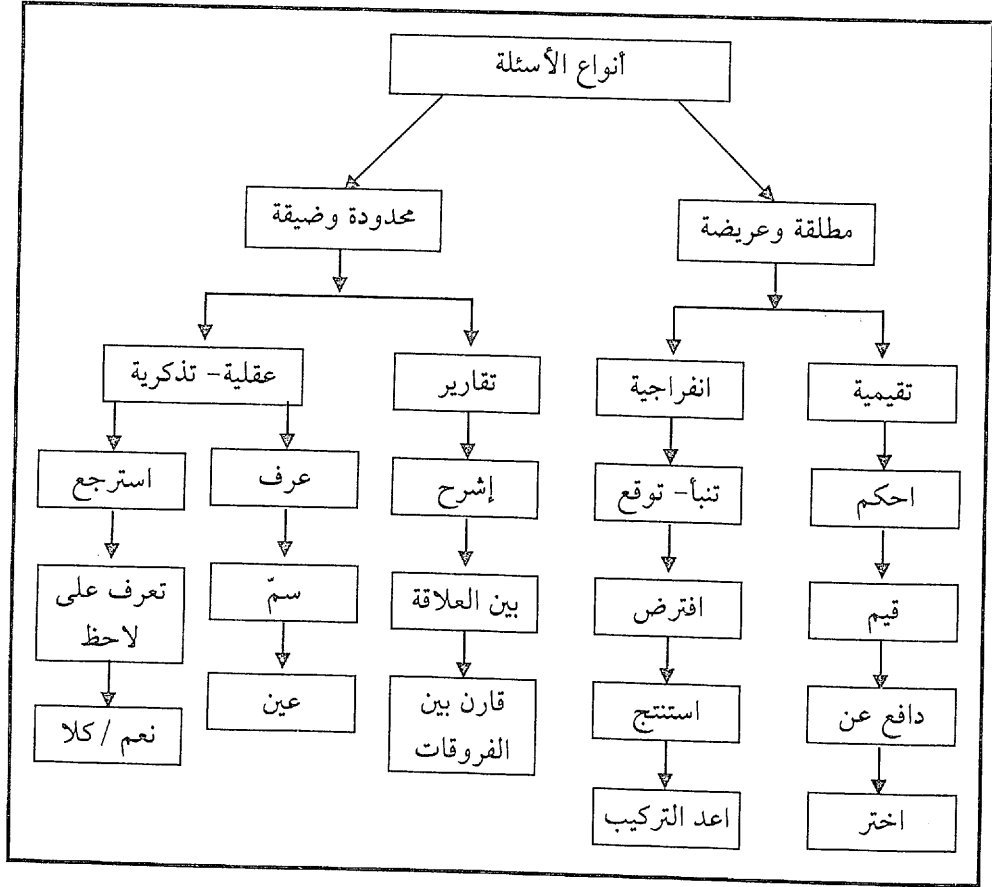 أنواع الأسئلة
مطلقة وعريضة
محدودة وضيقة
تقيمية
انفراجية
تقارير
عقلية- تذكرية
احكم
تنبأ- توقع
إشرح
عرف
استرجع
قيم
افترض
بين العلاقة
سمّ
تعرف على
لاحظ
دافع عن
استنتج
قارن بين
الفروقات
عين
نعم /كلا
اختر
اعد التركيب